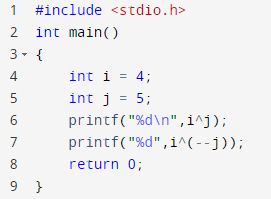 1 #include <stdio.h>
2 int main()
3 {
4     int i = 4;
5     int j = 5;
6     printf("%d\n",i^j);
7     printf("%d",i^(--j));
8     return 0;
9 }